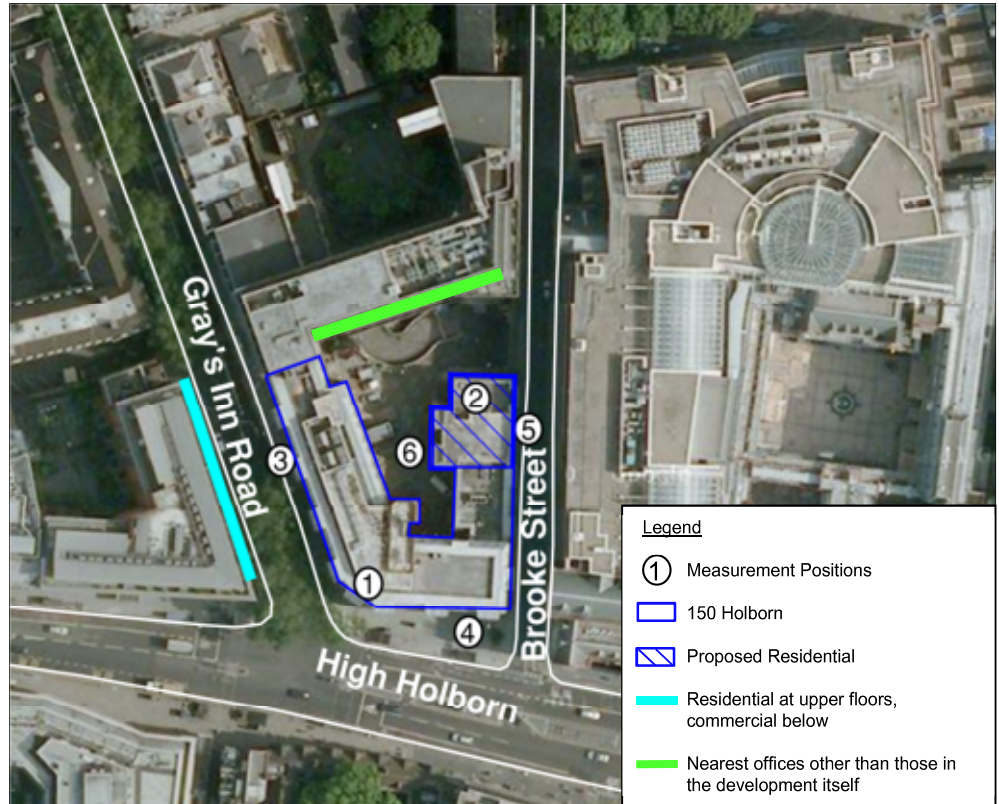 Gray's Inn Road
2
5
6
3
Brooke Street
1
4
High Holborn
Legend
1 Measurement Positions
150 Holborn
Proposed Residential
Residential at upper floors,
commercial below
Nearest offices other than those in
the development itself